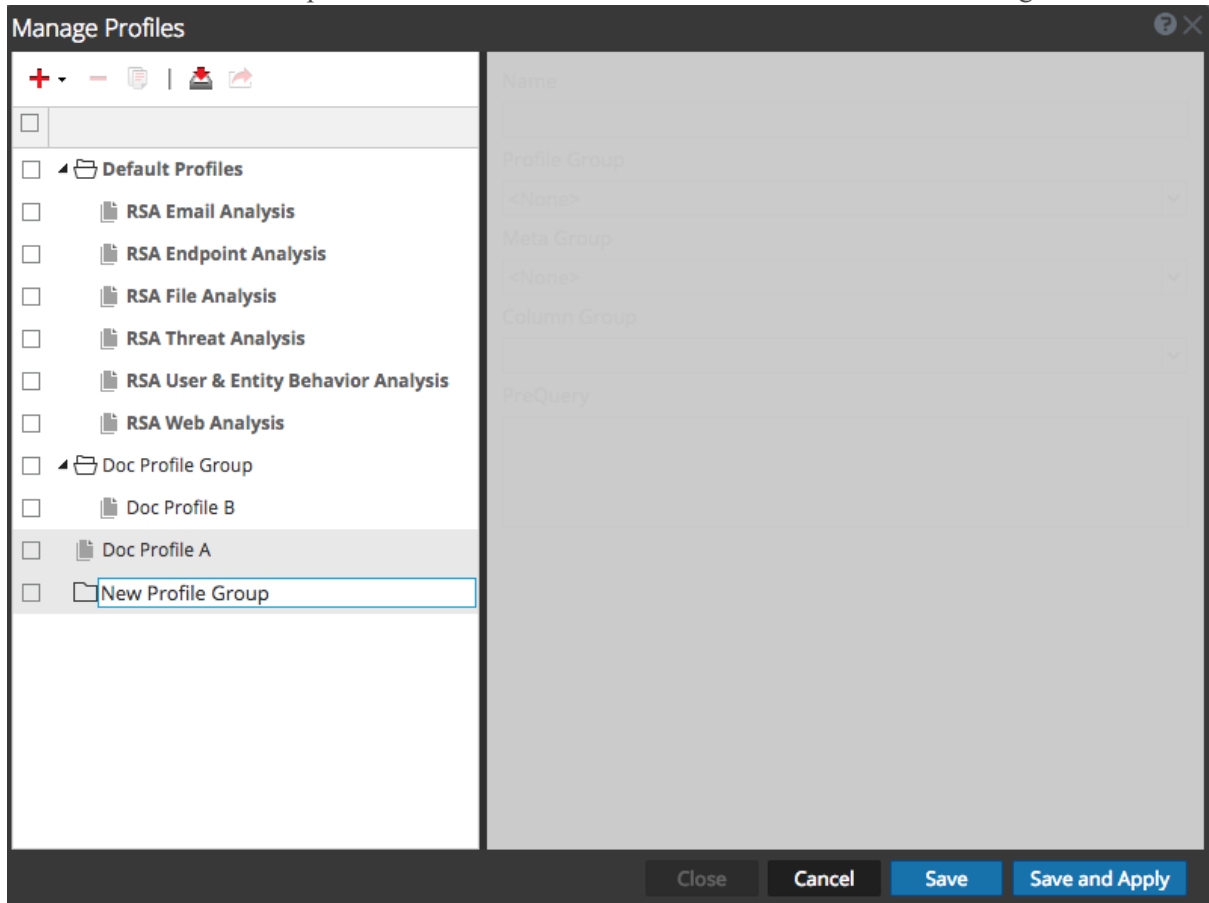 Manage Profiles
Name
Profile Group
<None>
Meta Group
<None>
Column Group
PreQuery
Default Profiles
RSA Email Analysis
RSA Endpoint Analysis
RSA File Analysis
RSA Threat Analysis
RSA User & Entity Behavior Analysis
RSA Web Analysis
Doc Profile Group
Doc Profile B
Doc Profile A
New Profile Group
Close Cancel Save Save and Apply